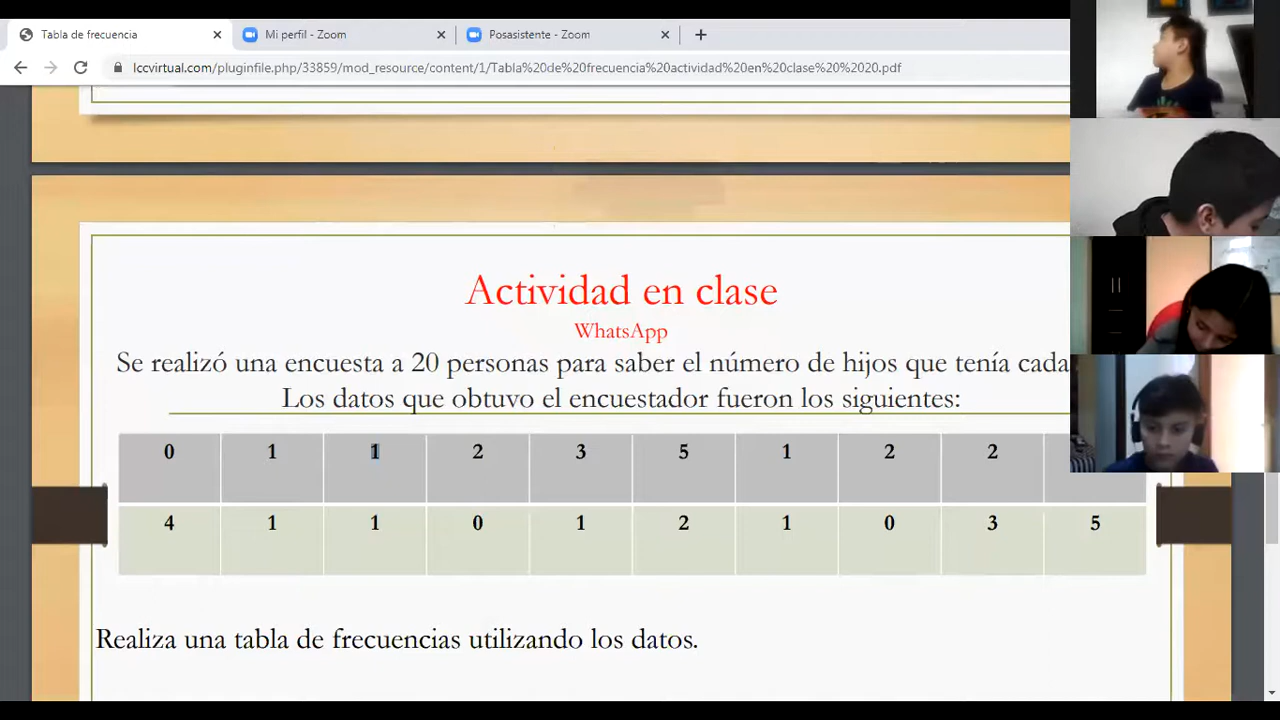 Tabla de frecuencia
Mi perfil - Zoom
Posasistente - Zoom
lccvirtual.com/pluginfile.php/33859/mod_resource/content/1/Tabla%20de%20frecuencia%20actividad%20en%20clase%20%2020.pdf
Actividad en clase
WhatsApp
Se realizó una encuesta a 20 personas para saber el número de hijos que tenía cada
Los datos que obtuvo el encuestador fueron los siguientes:
0 1 1 2 3 5 1 2 2
4 1 1 0 1 2 1 0 3 5
Realiza una tabla de frecuencias utilizando los datos.